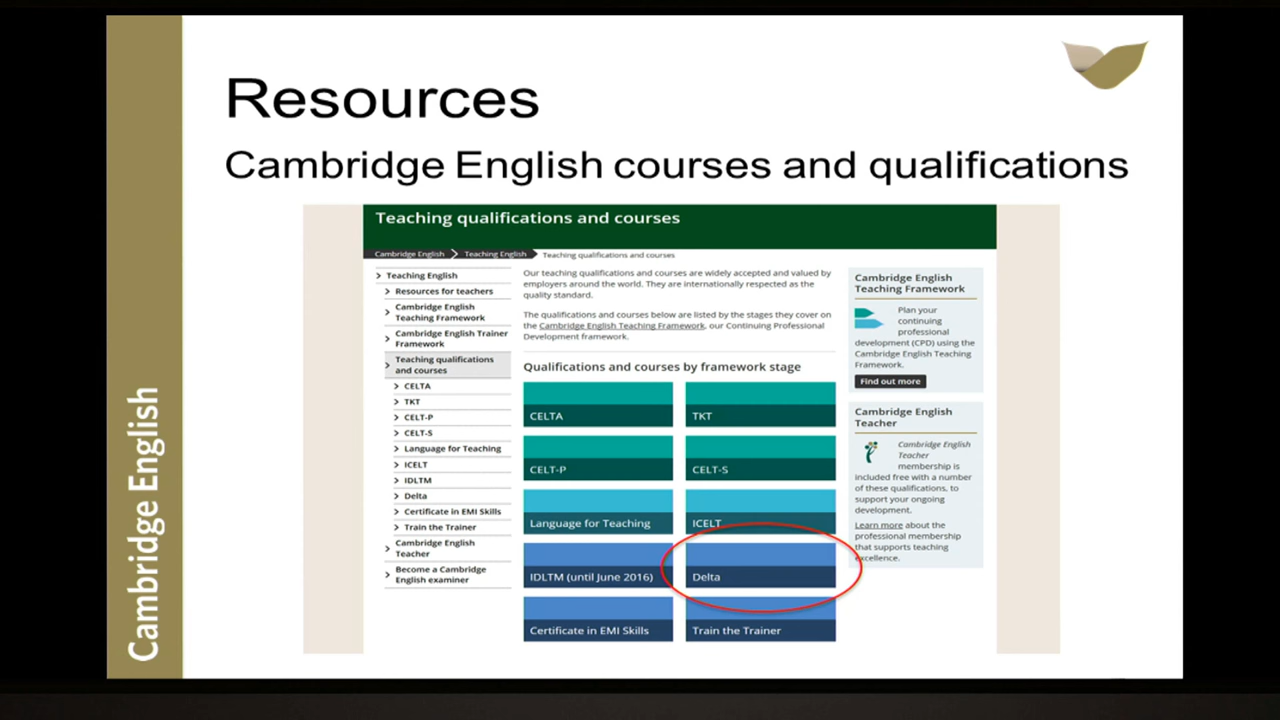 Resources
Cambridge English courses and qualifications
Cambridge English
Teaching qualifications and courses
Cambridge English
Teaching English
Teaching qualifications and courses
Teaching English
Resources for teachers
Cambridge English
Teaching Framework
Cambridge English Trainer
Framework
Teaching qualifications
and courses
CELTA
TKT
CELT-P
CELT-S
Language for Teaching
ICELT
IDLTM
Delta
Certificate in EMI Skills
Train the Trainer
Cambridge English
Teacher
Become a Cambridge
English examiner
Our teaching qualifications and courses are widely accepted and valued by
employers around the world. They are internationally respected as the
quality standard.
The qualifications and courses below are listed by the stages they cover on
the Cambridge English Teaching Framework, our Continuing Professional
Development framework.
Qualifications and courses by framework stage
CELTA
TKT
CELT-P
CELT-S
Language for Teaching
ICELT
IDLTM (until June 2016)
Delta
Certificate in EMI Skills
Train the Trainer
Cambridge English
Teaching Framework
Plan your
continuing
professional
development (CPD) using the
Cambridge English Teaching
Framework.
Find out more
Cambridge English
Teacher
Cambridge English
Teacher
membership is
included free with a number
of these qualifications, to
support your ongoing
development.
Learn more about the
professional membership
that supports teaching
excellence.